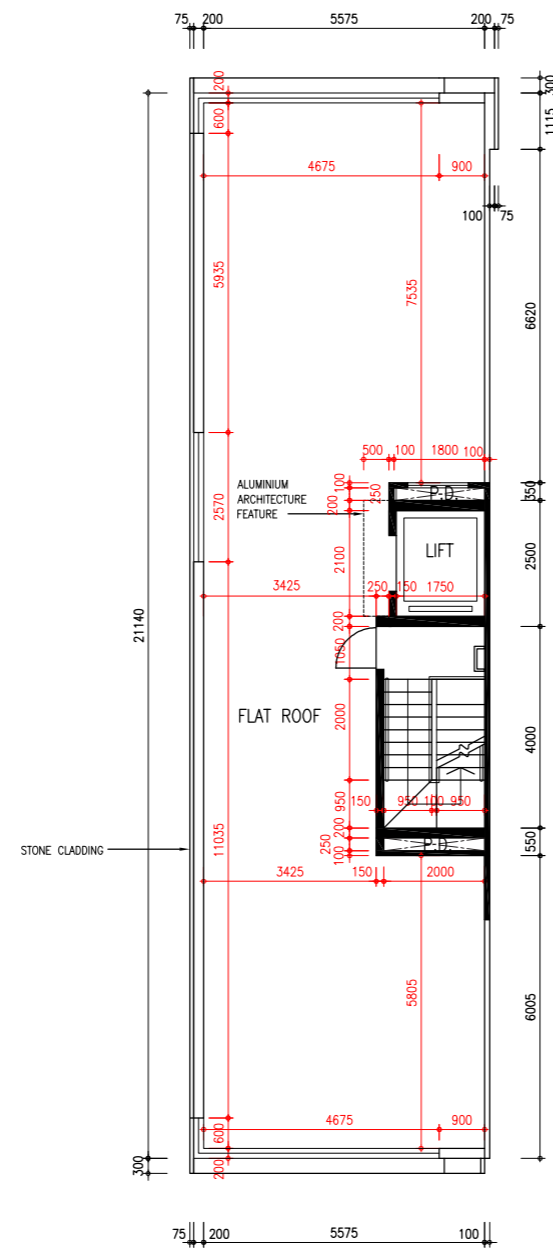 75 200 5575 200 75
200
300
600
1115
4675 900
100 75
5935
7535
6620
500 100 1800 100
ALUMINIUM
ARCHITECTURE
FEATURE
100
250
200
P.D.
550
2570
LIFT
2100
2500
3425 250 150 1750
21140
200
1050
FLAT ROOF
2000
4000
150 950 100 950
950
200
STONE CLADDING
11035
250
100
P.D.
550
3425 150 2000
5805
6005
4675 900
600
200
300
75 200 5575 100